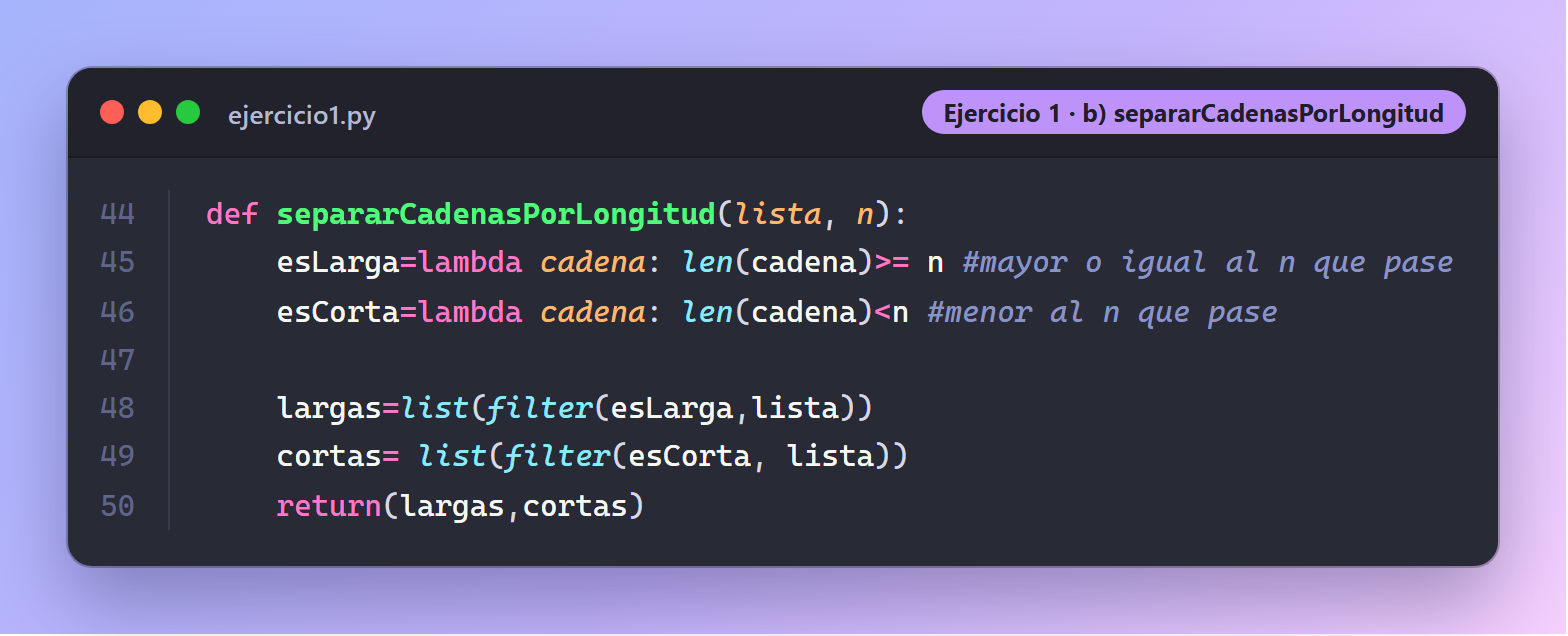 ejercicio1.py
Ejercicio 1 · b) separarCadenasPorLongitud
44 def separarCadenasPorLongitud(lista, n):
45     esLarga=lambda cadena: len(cadena)>= n #mayor o igual al n que pase
46     esCorta=lambda cadena: len(cadena)<n #menor al n que pase
47
48     largas=list(filter(esLarga,lista))
49     cortas= list(filter(esCorta, lista))
50     return(largas,cortas)